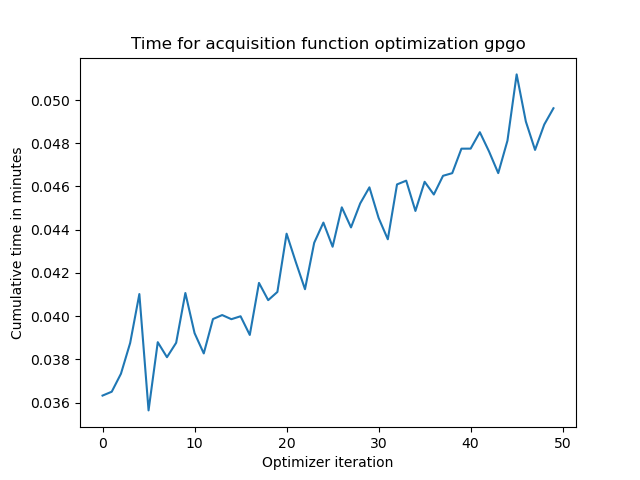 Time for acquisition function optimization gpgo
Cumulative time in minutes
0.050
0.048
0.046
0.044
0.042
0.040
0.038
0.036
0 10 20 30 40 50
Optimizer iteration